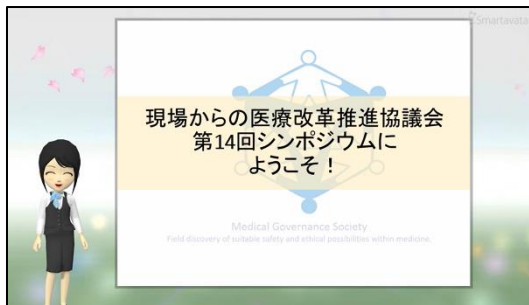 Smartavata
現場からの医療改革推進協議会
第14回シンポジウムに
ようこそ！
Medical Governance Society
Field discovery of suitable safety and ethical possibilities within medicine.